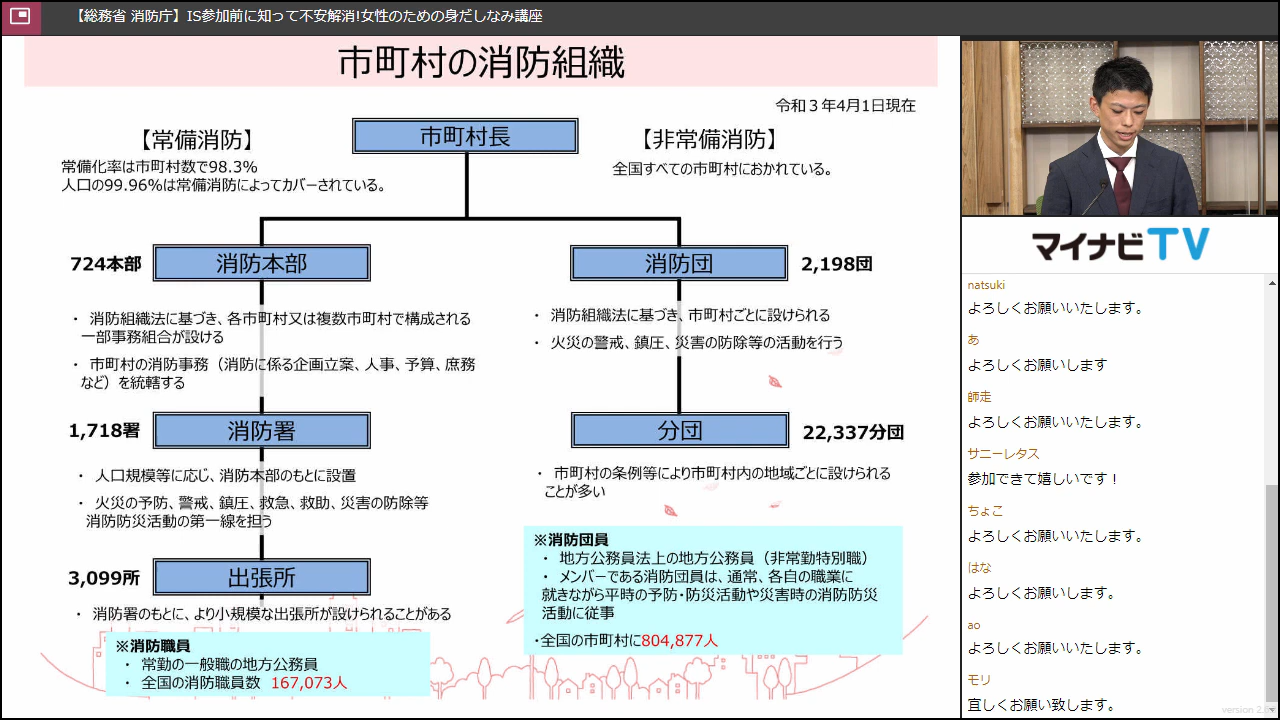 【総務省 消防庁】IS参加前に知って不安解消!女性のための身だしなみ講座
市町村の消防組織
令和３年4月1日現在
市町村長
【常備消防】
常備化率は市町村数で98.3%
人口の99.96%は常備消防によってカバーされている。
【非常備消防】
全国すべての市町村におかれている。
724本部
消防本部
・ 消防組織法に基づき、各市町村又は複数市町村で構成される
一部事務組合が設ける
・ 市町村の消防事務（消防に係る企画立案、人事、予算、庶務
など）を統轄する
1,718署
消防署
・ 人口規模等に応じ、消防本部のもとに設置
・ 火災の予防、警戒、鎮圧、救急、救助、災害の防除等
消防防災活動の第一線を担う
3,099所
出張所
・ 消防署のもとに、より小規模な出張所が設けられることがある
※消防職員
・ 常勤の一般職の地方公務員
・ 全国の消防職員数 167,073人
消防団
2,198団
・ 消防組織法に基づき、市町村ごとに設けられる
・ 火災の警戒、鎮圧、災害の防除等の活動を行う
分団
22,337分団
・ 市町村の条例等により市町村内の地域ごとに設けられる
ことが多い
※消防団員
・ 地方公務員法上の地方公務員（非常勤特別職）
・ メンバーである消防団員は、通常、各自の職業に
就きながら平時の予防・防災活動や災害時の消防防災
活動に従事
・全国の市町村に804,877人
マイナビTV
natsuki
よろしくお願いいたします。
あ
よろしくお願いします
師走
よろしくお願いいたします。
サニーレタス
参加できて嬉しいです！
ちょこ
よろしくお願いいたします。
はな
よろしくお願いいたします。
ao
よろしくお願いいたします。
モリ
宜しくお願い致します。